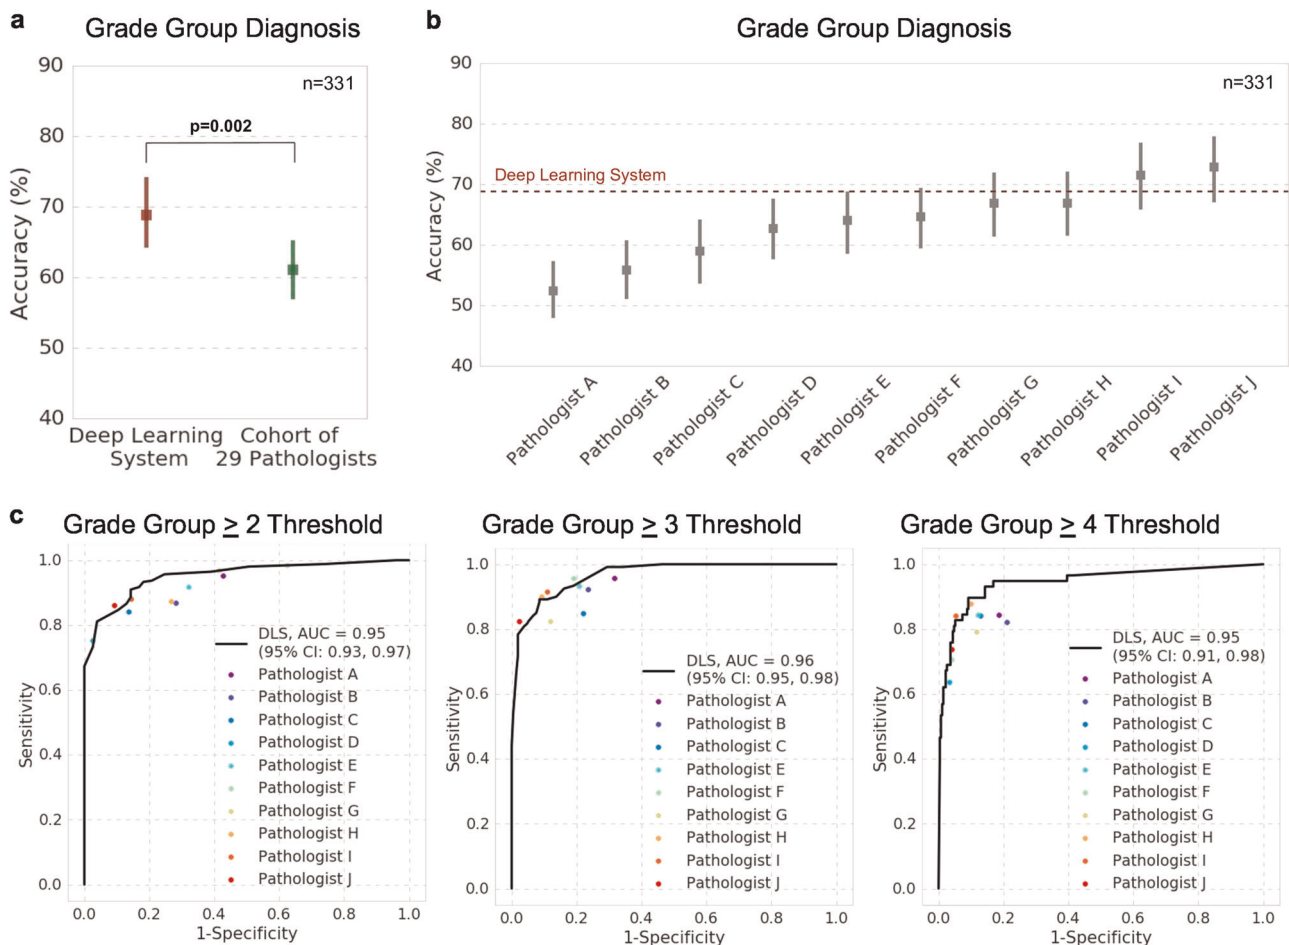 a
Grade Group Diagnosis
90
80
70
60
50
40
Accuracy (%)
n=331
p=0.002
Deep Learning
System
Cohort of
29 Pathologists
b
Grade Group Diagnosis
90
80
70
60
50
40
Accuracy (%)
n=331
Deep Learning System
Pathologist A
Pathologist B
Pathologist C
Pathologist D
Pathologist E
Pathologist F
Pathologist G
Pathologist H
Pathologist I
Pathologist J
c
Grade Group ≥ 2 Threshold
1.0
0.8
0.6
0.4
0.2
0.0
Sensitivity
DLS, AUC = 0.95
(95% CI: 0.93, 0.97)
Pathologist A
Pathologist B
Pathologist C
Pathologist D
Pathologist E
Pathologist F
Pathologist G
Pathologist H
Pathologist I
Pathologist J
0.0 0.2 0.4 0.6 0.8 1.0
1-Specificity
Grade Group ≥ 3 Threshold
1.0
0.8
0.6
0.4
0.2
0.0
Sensitivity
DLS, AUC = 0.96
(95% CI: 0.95, 0.98)
Pathologist A
Pathologist B
Pathologist C
Pathologist E
Pathologist F
Pathologist G
Pathologist H
Pathologist I
Pathologist J
0.0 0.2 0.4 0.6 0.8 1.0
1-Specificity
Grade Group ≥ 4 Threshold
1.0
0.8
0.6
0.4
0.2
0.0
Sensitivity
DLS, AUC = 0.95
(95% CI: 0.91, 0.98)
Pathologist A
Pathologist B
Pathologist C
Pathologist D
Pathologist E
Pathologist F
Pathologist G
Pathologist H
Pathologist I
Pathologist J
0.0 0.2 0.4 0.6 0.8 1.0
1-Specificity